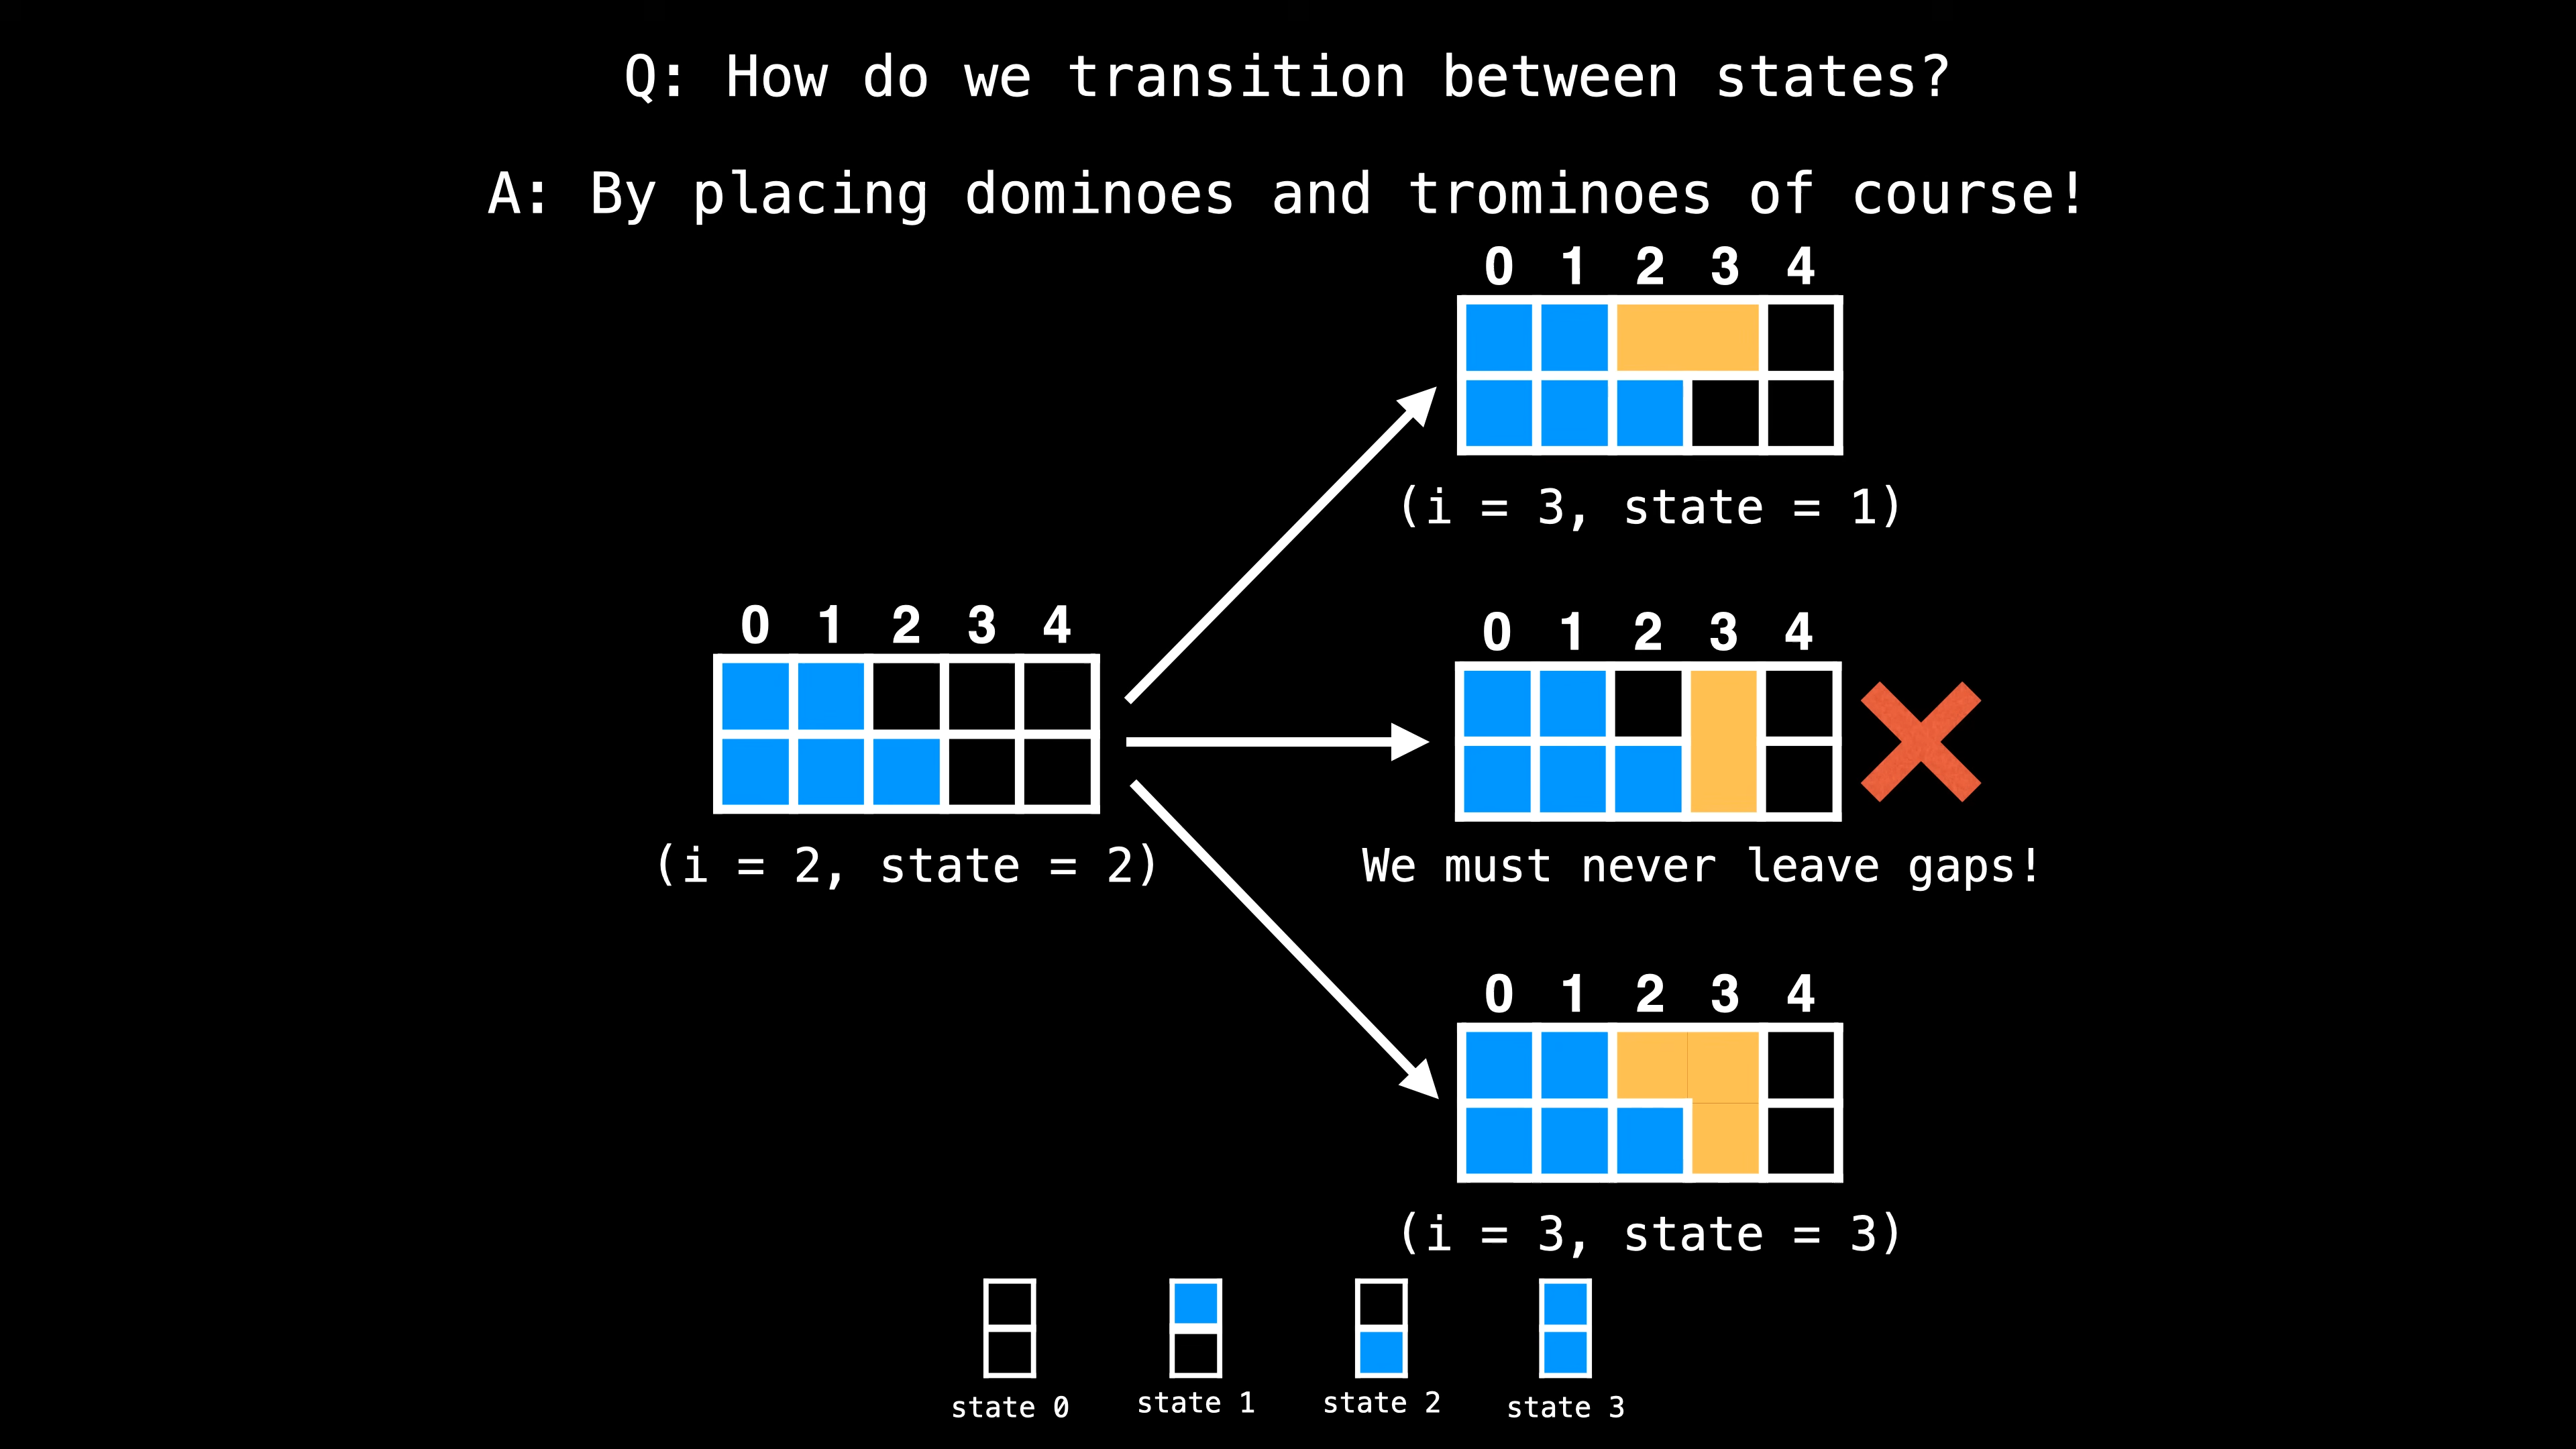 Q: How do we transition between states?
A: By placing dominoes and trominoes of course!
0 1 2 3 4
(i = 3, state = 1)
0 1 2 3 4
(i = 2, state = 2)
0 1 2 3 4
We must never leave gaps!
0 1 2 3 4
(i = 3, state = 3)
state 0 state 1 state 2 state 3